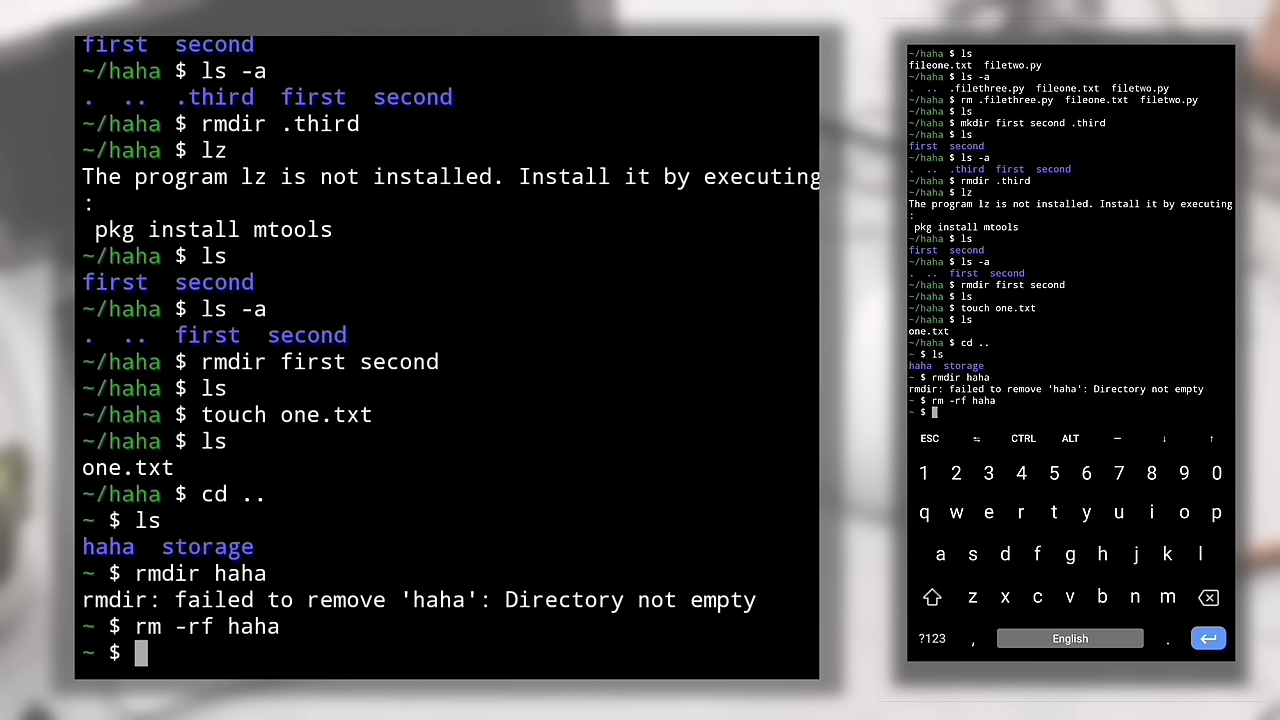 first  second
~/haha $ ls -a
.  ..  .third  first  second
~/haha $ rmdir .third
~/haha $ lz
The program lz is not installed. Install it by executing
:
 pkg install mtools
~/haha $ ls
first  second
~/haha $ ls -a
.  ..  first  second
~/haha $ rmdir first second
~/haha $ ls
~/haha $ touch one.txt
~/haha $ ls
one.txt
~/haha $ cd ..
~ $ ls
haha  storage
~ $ rmdir haha
rmdir: failed to remove 'haha': Directory not empty
~ $ rm -rf haha
~ $
~/haha $ ls
fileone.txt  filetwo.py
~/haha $ ls -a
.  ..  .filethree.py  fileone.txt  filetwo.py
~/haha $ rm .filethree.py  fileone.txt  filetwo.py
~/haha $ ls
~/haha $ mkdir first second .third
~/haha $ ls
first  second
~/haha $ ls -a
.  ..  .third  first  second
~/haha $ rmdir .third
~/haha $ lz
The program lz is not installed. Install it by executing
:
 pkg install mtools
~/haha $ ls
first  second
~/haha $ ls -a
.  ..  first  second
~/haha $ rmdir first second
~/haha $ ls
~/haha $ touch one.txt
~/haha $ ls
one.txt
~/haha $ cd ..
~ $ ls
haha  storage
~ $ rmdir haha
rmdir: failed to remove 'haha': Directory not empty
~ $ rm -rf haha
~ $
ESC ⇆ CTRL ALT — ↓ ↑
1 2 3 4 5 6 7 8 9 0
q w e r t y u i o p
a s d f g h j k l
z x c v b n m
?123 , English .